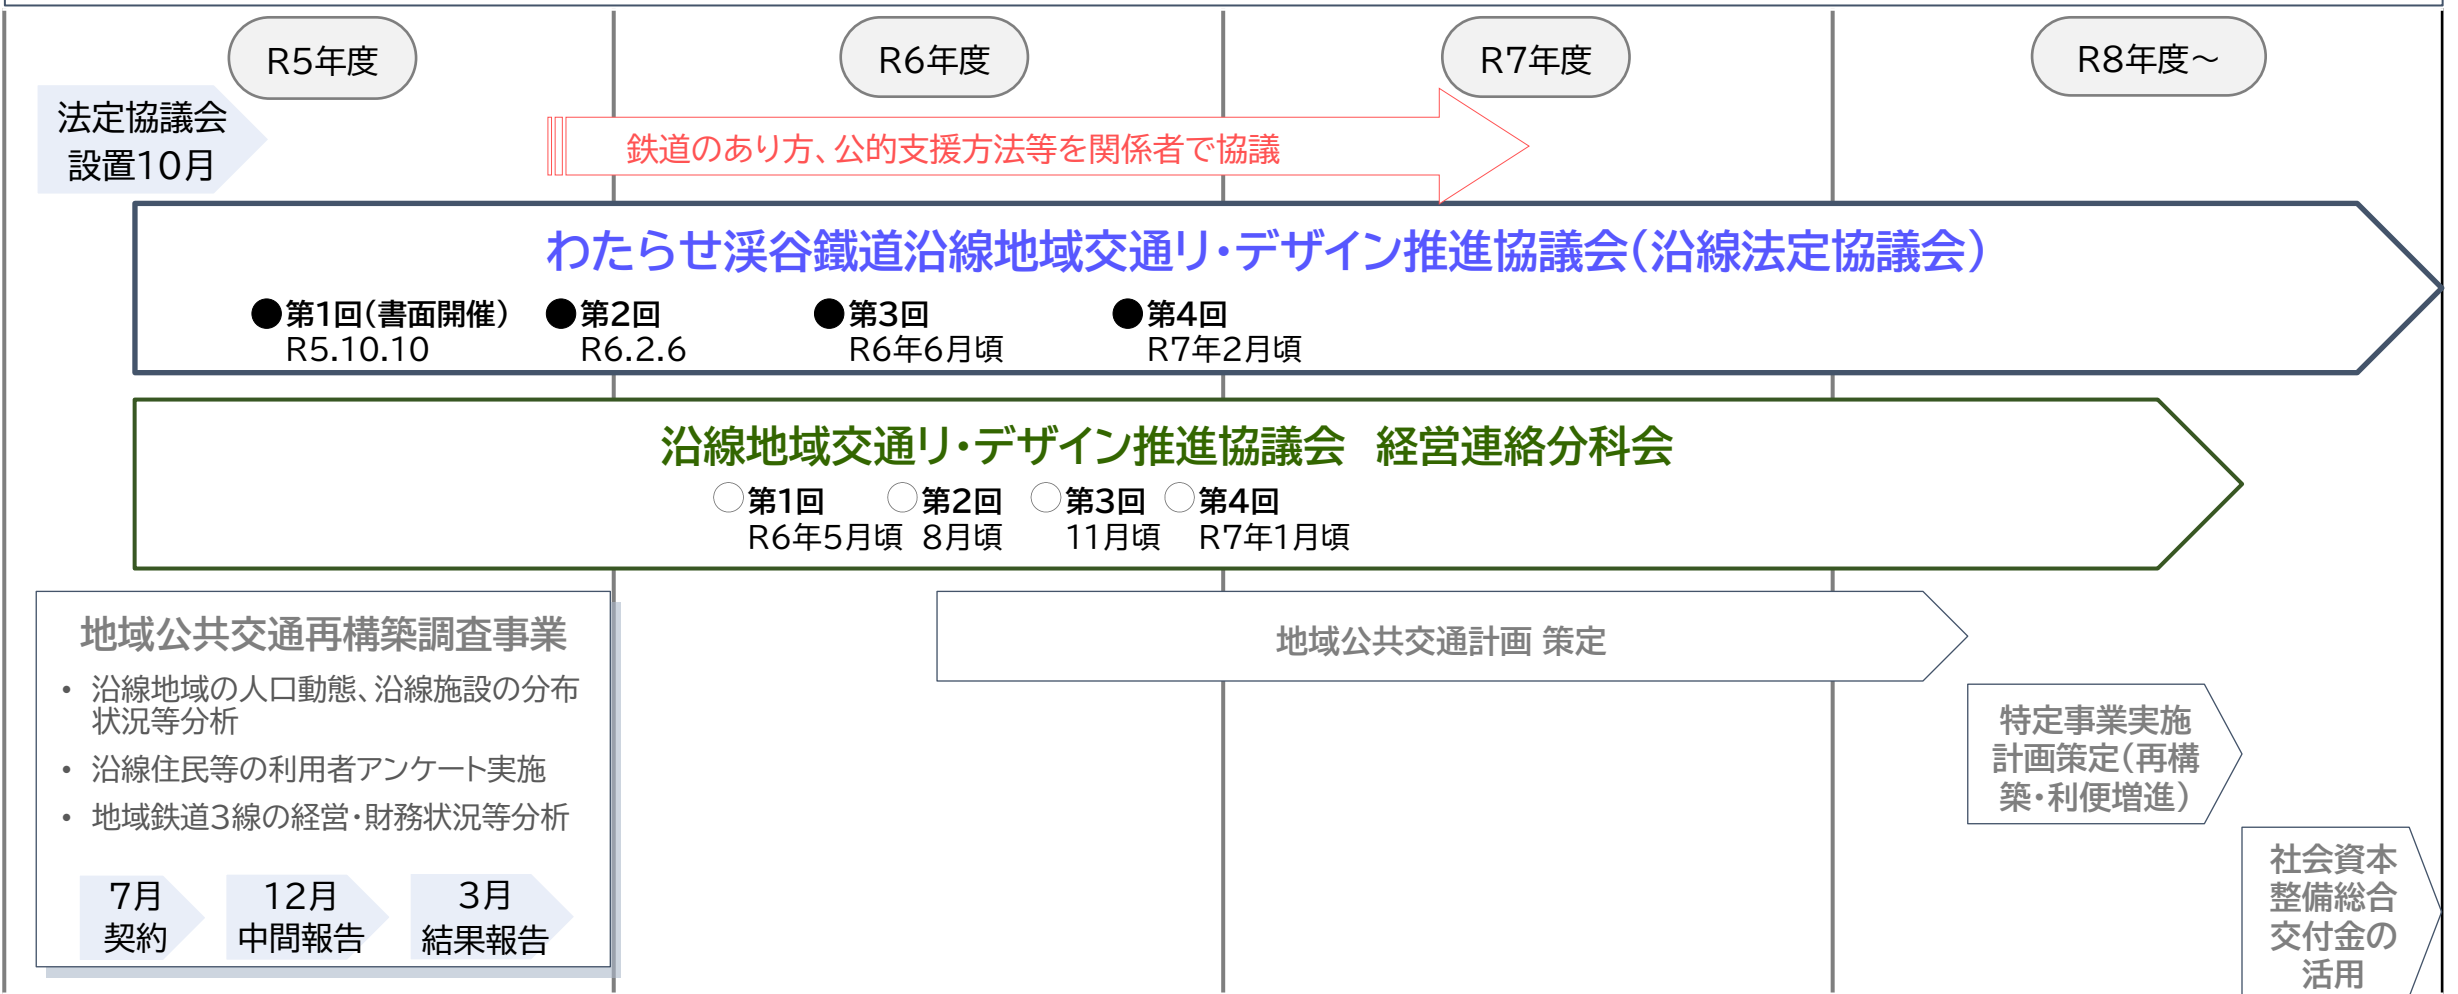 R5年度
R6年度
R7年度
R8年度～
法定協議会
設置10月
鉄道のあり方、公的支援方法等を関係者で協議
わたらせ渓谷鐵道沿線地域交通リ・デザイン推進協議会（沿線法定協議会）
●第1回（書面開催）
R5.10.10
●第2回
R6.2.6
●第3回
R6年6月頃
●第4回
R7年2月頃
沿線地域交通リ・デザイン推進協議会　経営連絡分科会
○第1回
R6年5月頃
○第2回
8月頃
○第3回
11月頃
○第4回
R7年1月頃
地域公共交通再構築調査事業
• 沿線地域の人口動態、沿線施設の分布
状況等分析
• 沿線住民等の利用者アンケート実施
• 地域鉄道3線の経営・財務状況等分析
7月
契約
12月
中間報告
3月
結果報告
地域公共交通計画 策定
特定事業実施
計画策定（再構
築・利便増進）
社会資本
整備総合
交付金の
活用